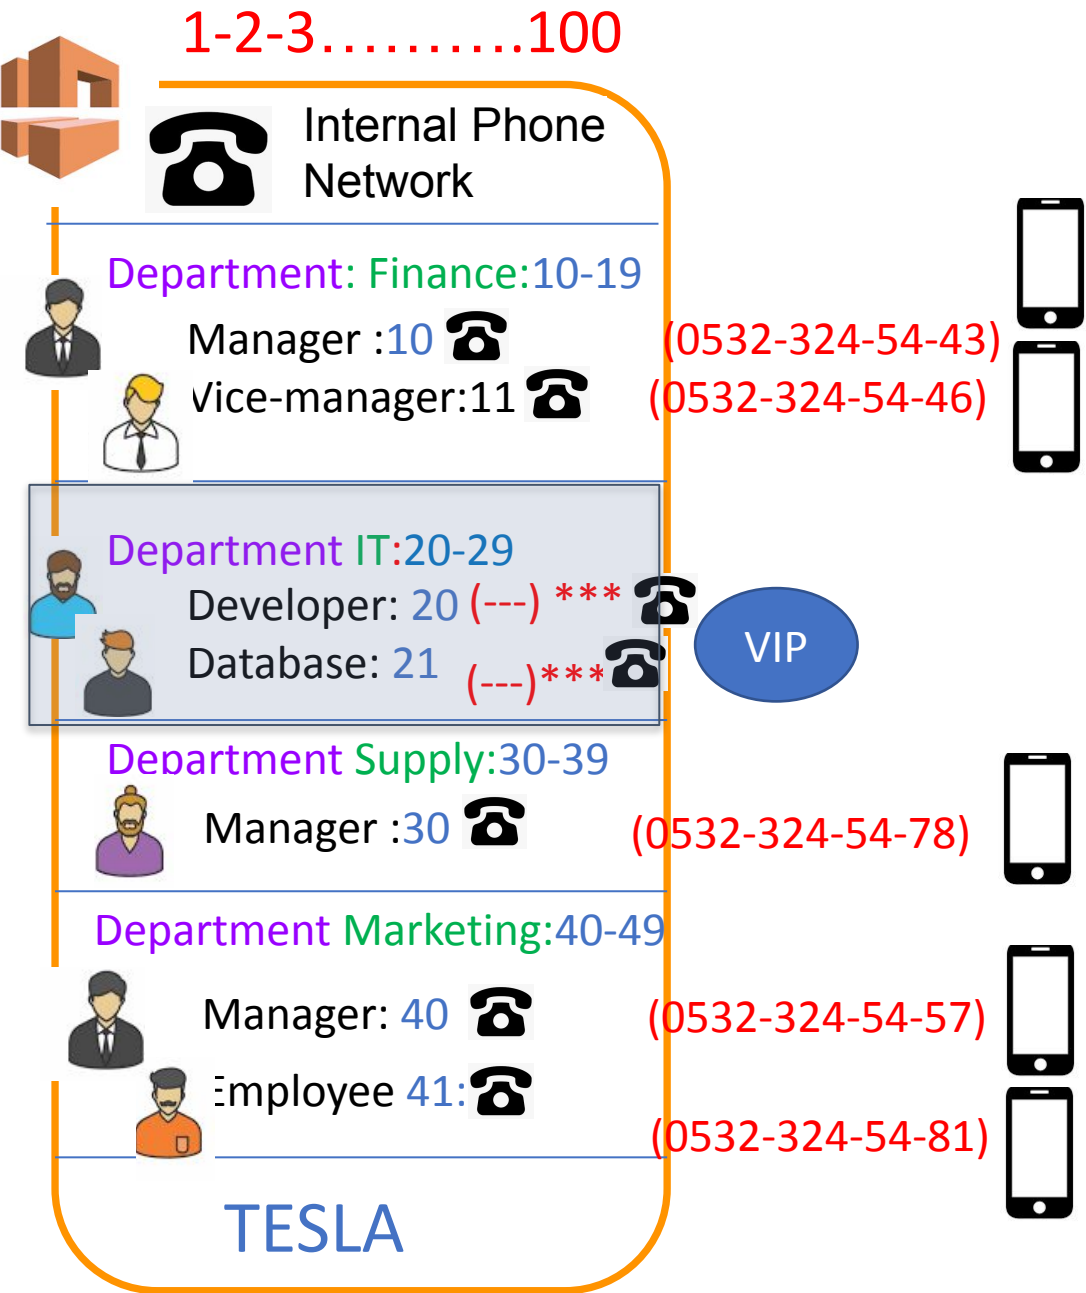 1-2-3……….100
Internal Phone
Network
Department: Finance:10-19
Manager :10 (0532-324-54-43)
Vice-manager:11 (0532-324-54-46)
Department IT:20-29
Developer: 20 (---) ***
Database: 21 (---)***
VIP
Department Supply:30-39
Manager :30 (0532-324-54-78)
Department Marketing:40-49
Manager: 40 (0532-324-54-57)
Employee 41:
(0532-324-54-81)
TESLA